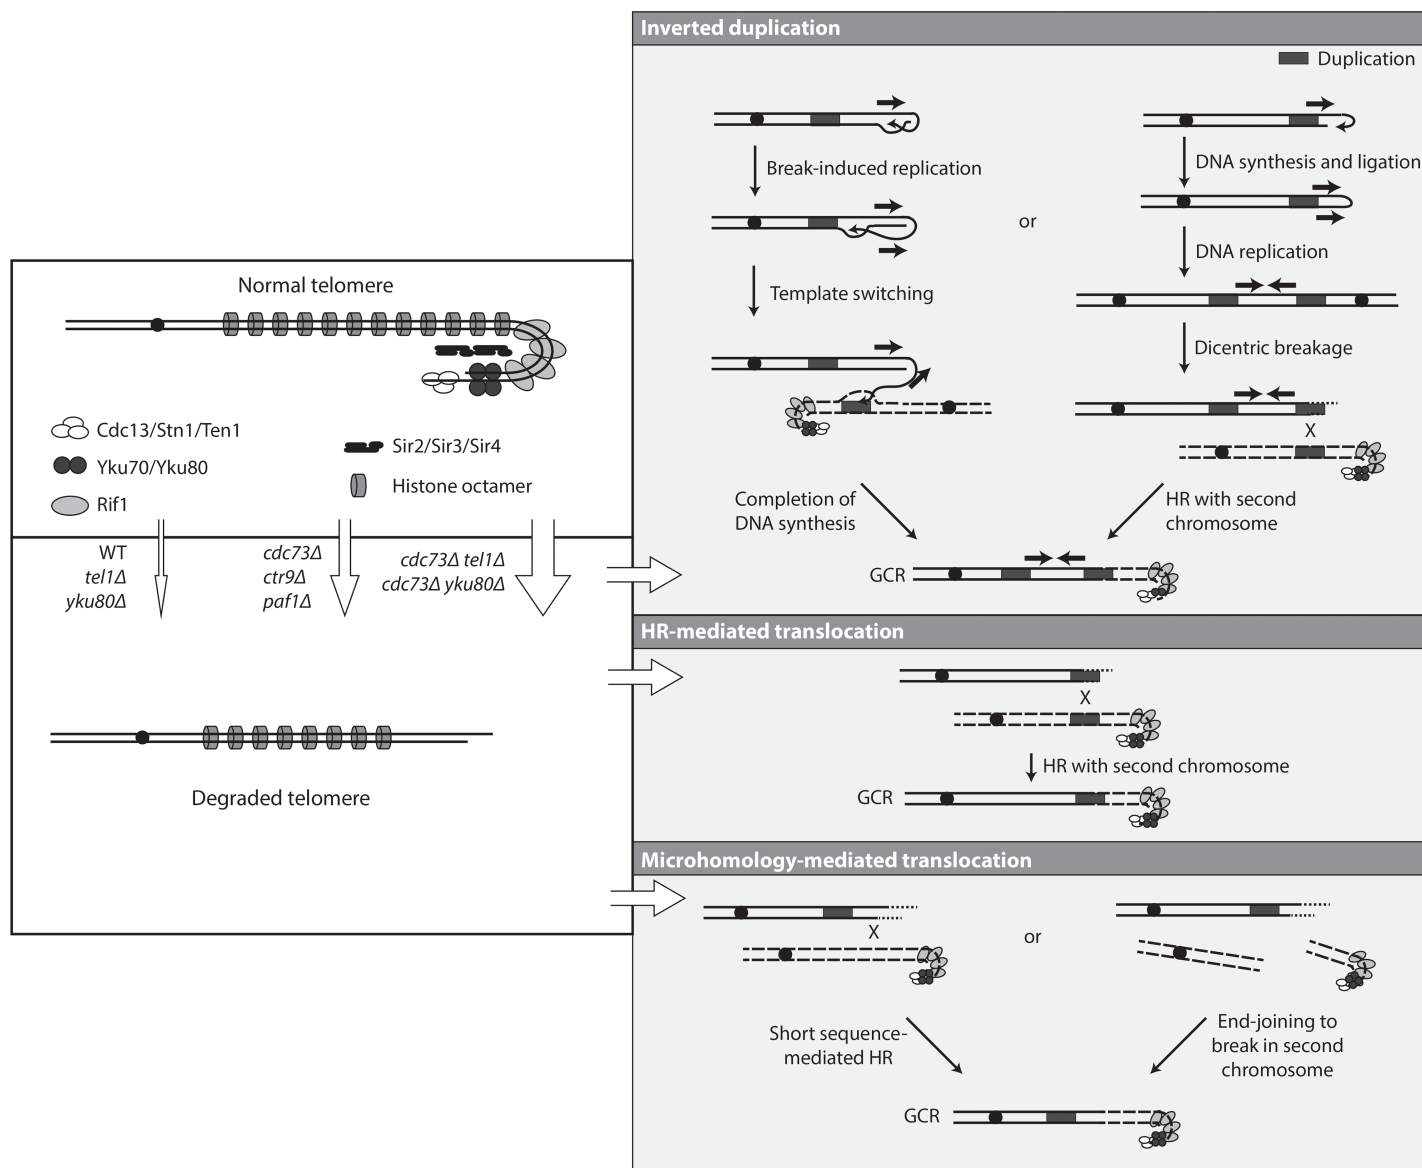 Inverted duplication
Duplication
Break-induced replication
Template switching
Completion of
DNA synthesis
or
DNA synthesis and ligation
DNA replication
Dicentric breakage
X
HR with second
chromosome
GCR
Normal telomere
Cdc13/Stn1/Ten1
Yku70/Yku80
Rif1
Sir2/Sir3/Sir4
Histone octamer
WT
tel1Δ
yku80Δ
cdc73Δ
ctr9Δ
paf1Δ
cdc73Δ tel1Δ
cdc73Δ yku80Δ
Degraded telomere
HR-mediated translocation
X
HR with second chromosome
GCR
Microhomology-mediated translocation
X
or
Short sequence-
mediated HR
End-joining to
break in second
chromosome
GCR